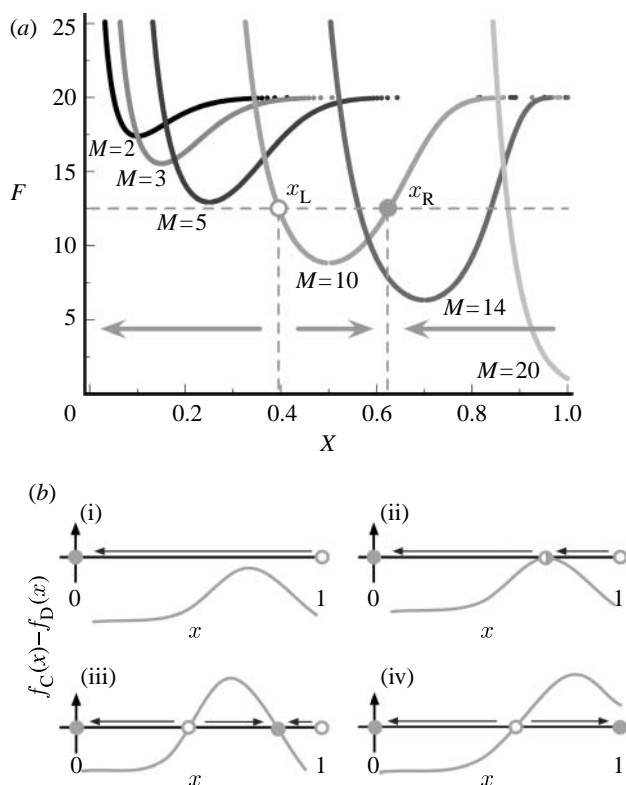 (a)
25
20
15
10
5
F
M=2
M=3
M=5
x_L
x_R
M=10
M=14
M=20
0 0.2 0.4 0.6 0.8 1.0
X
(b)
f_C(x)–f_D(x)
(i)
0 1
x
(ii)
0 1
x
(iii)
0 1
x
(iv)
0 1
x